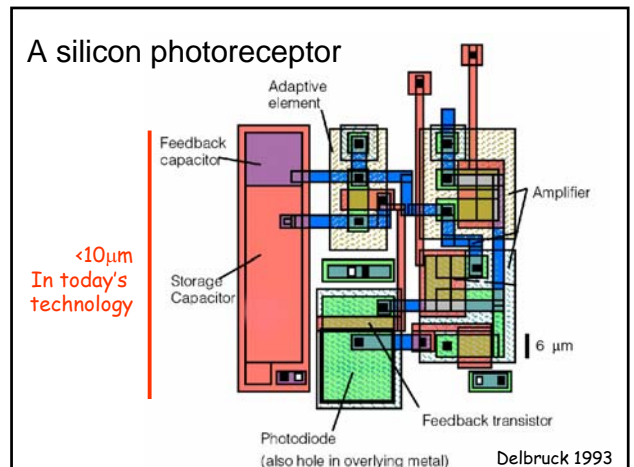 A silicon photoreceptor
Adaptive
element
Feedback
capacitor
Amplifier
<10μm
In today's
technology
Storage
Capacitor
6 μm
Feedback transistor
Photodiode
(also hole in overlying metal)
Delbruck 1993